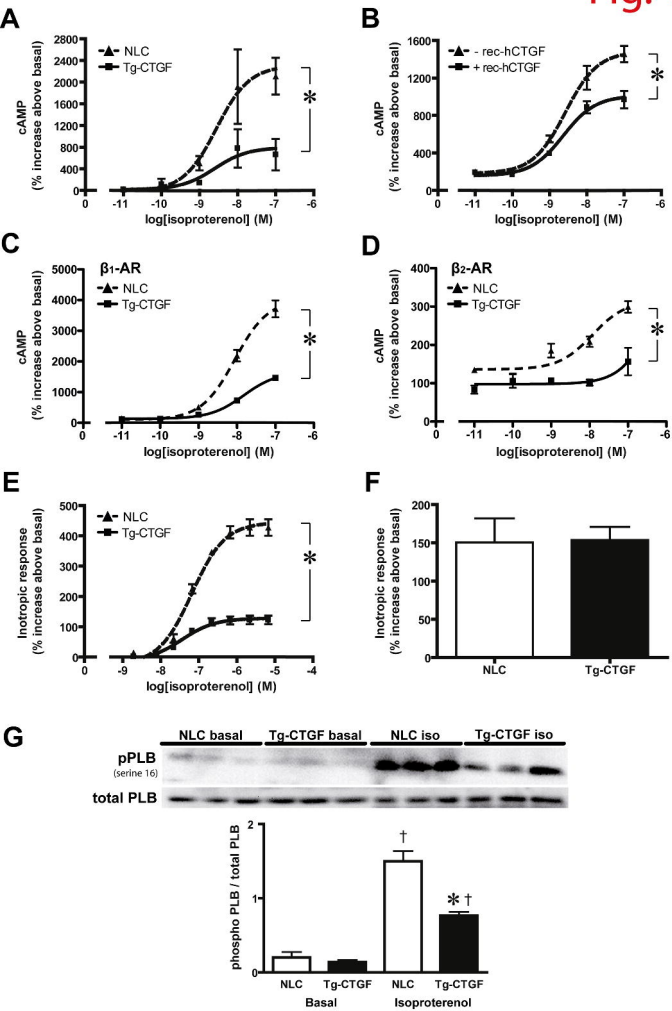 Fig.
A
B
2800
2400
2000
1600
1200
800
400
0
cAMP
(% increase above basal)
NLC
Tg-CTGF
*
0 -11 -10 -9 -8 -7 -6
log[isoproterenol] (M)
1600
1200
800
400
0
cAMP
(% increase above basal)
- rec-hCTGF
+ rec-hCTGF
*
0 -11 -10 -9 -8 -7 -6
log[isoproterenol] (M)
C
D
β1-AR
NLC
Tg-CTGF
5000
4000
3000
2000
1000
0
cAMP
(% increase above basal)
*
0 -11 -10 -9 -8 -7 -6
log[isoproterenol] (M)
β2-AR
NLC
Tg-CTGF
400
300
200
100
0
cAMP
(% increase above basal)
*
0 -11 -10 -9 -8 -7 -6
log[isoproterenol] (M)
E
F
500
400
300
200
100
0
Inotropic response
(% increase above basal)
NLC
Tg-CTGF
*
0 -9 -8 -7 -6 -5 -4
log[isoproterenol] (M)
200
150
100
50
0
Inotropic response
(% increase above basal)
NLC Tg-CTGF
G
NLC basal Tg-CTGF basal NLC iso Tg-CTGF iso
pPLB
(serine 16)
total PLB
2
1
0
phospho PLB / total PLB
†
*†
NLC Tg-CTGF NLC Tg-CTGF
Basal Isoproterenol